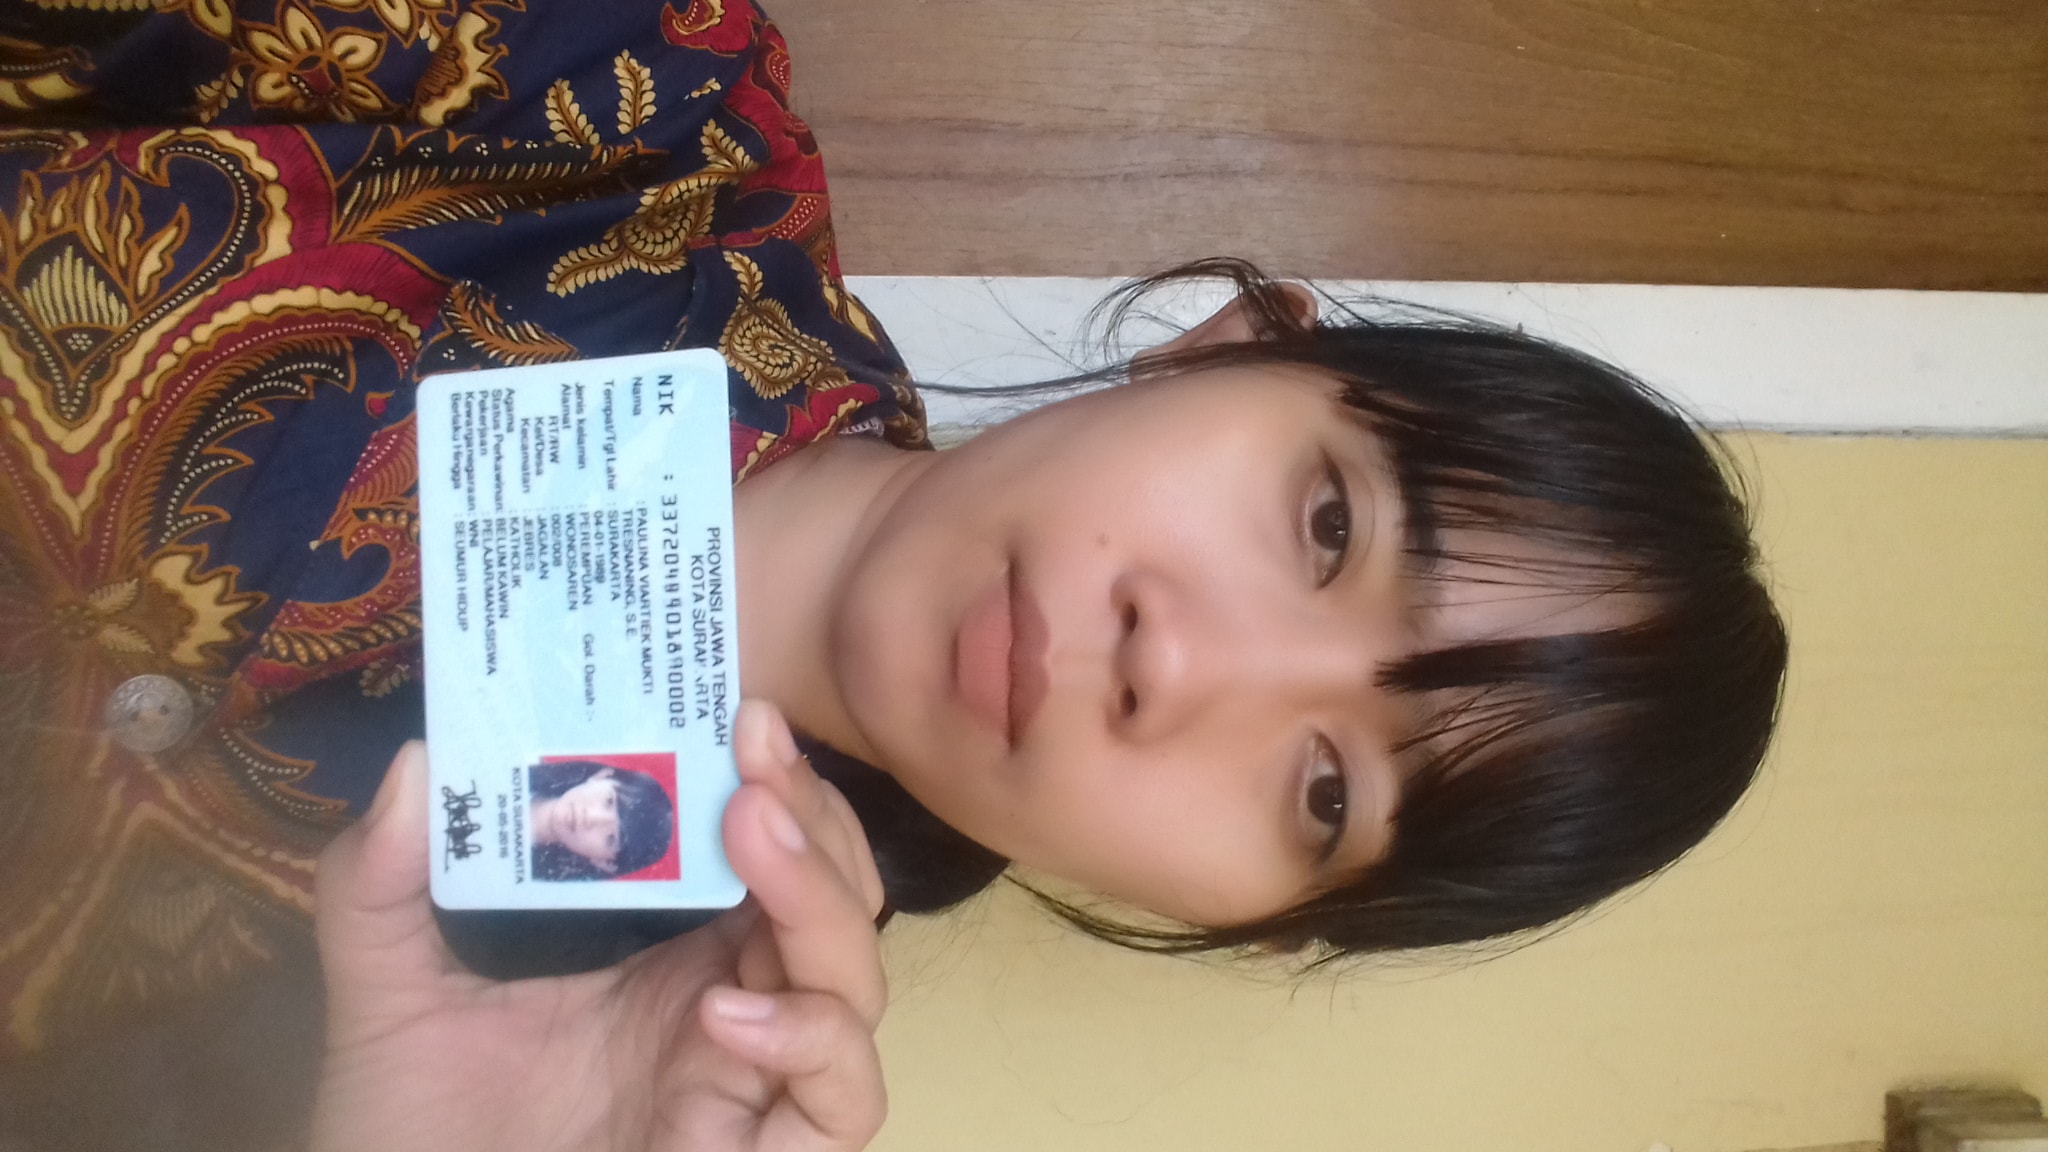 PROVINSI JAWA TENGAH
KOTA SURAKARTA
NIK : 3372044401890002
Nama : PAULINA VIARTIEK MUKTI
TRESNANING, S.E.
Tempat/Tgl Lahir : SURAKARTA
04-01-1989
Jenis kelamin : PEREMPUAN Gol. Darah :-
Alamat : WONOSAREN
RT/RW : 002/008
Kel/Desa : JAGALAN
Kecamatan : JEBRES
Agama : KATHOLIK
Status Perkawinan: BELUM KAWIN
Pekerjaan : PELAJAR/MAHASISWA
Kewarganegaraan: WNI
Berlaku Hingga : SEUMUR HIDUP
KOTA SURAKARTA
20-05-2016